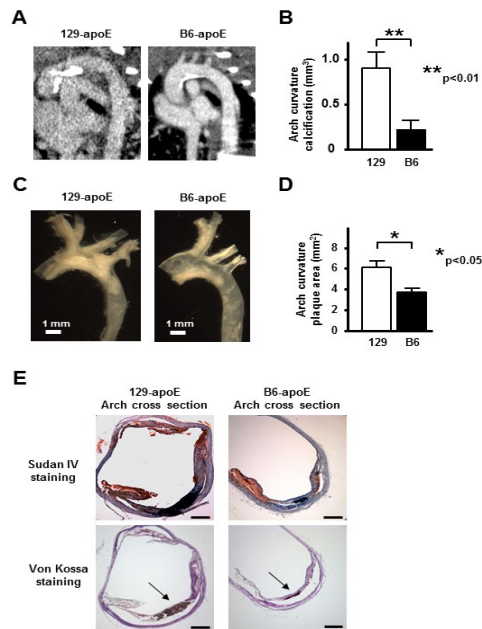 A
129-apoE B6-apoE
B
Arch curvature
calcification (mm³)
1.0
0.5
0
**
** p<0.01
129 B6
C
129-apoE B6-apoE
1 mm 1 mm
D
Arch curvature
plaque area (mm²)
8
6
4
2
0
*
* p<0.05
129 B6
E
129-apoE
Arch cross section
B6-apoE
Arch cross section
Sudan IV
staining
Von Kossa
staining